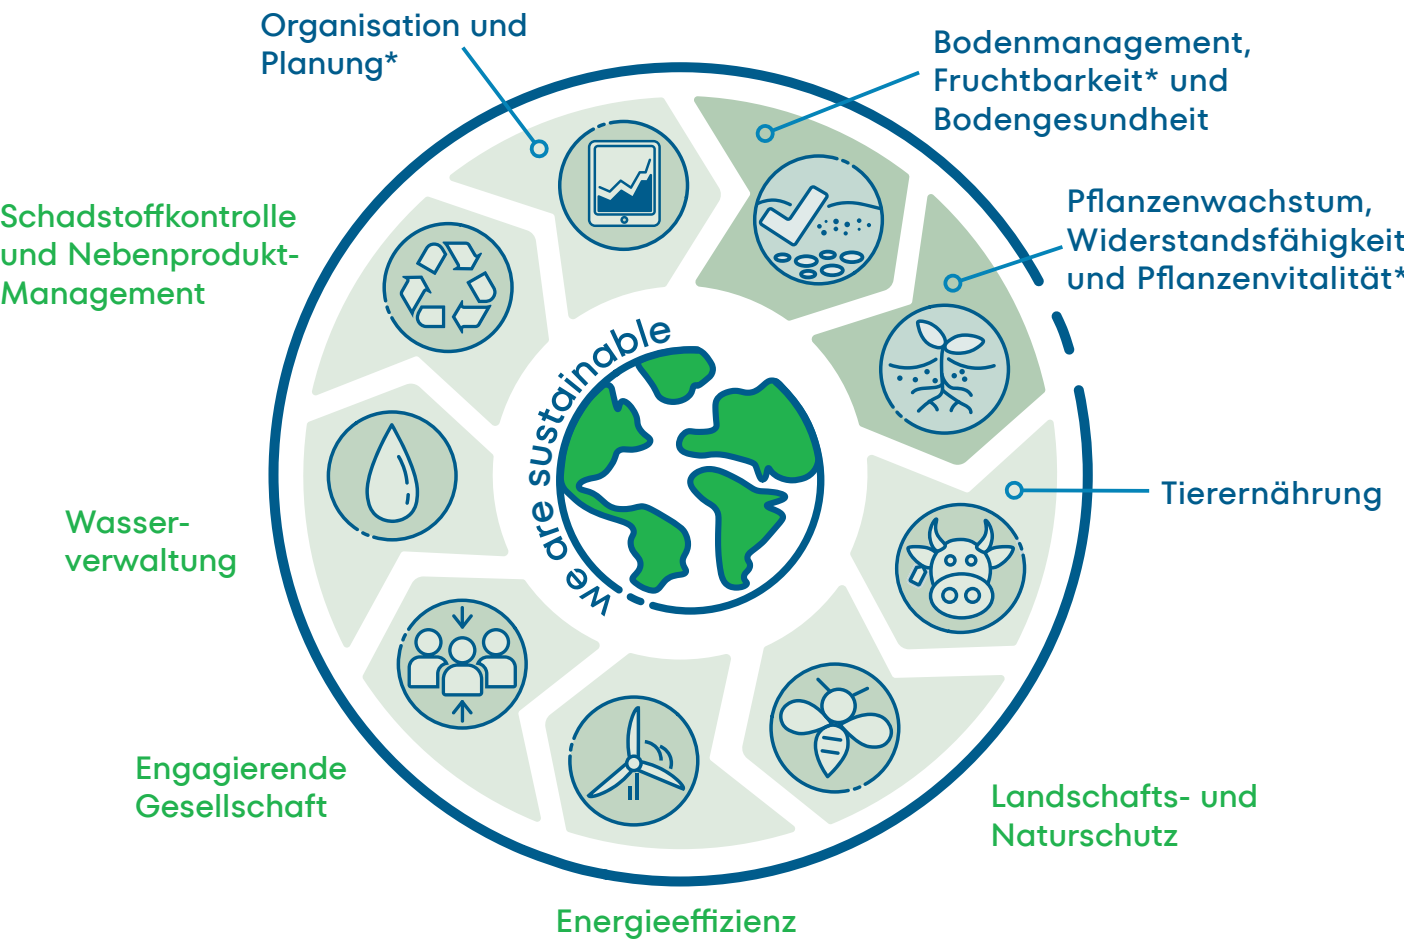 Organisation und
Planung*
Bodenmanagement,
Fruchtbarkeit* und
Bodengesundheit
Pflanzenwachstum,
Widerstandsfähigkeit
und Pflanzenvitalität*
Schadstoffkontrolle
und Nebenprodukt-
Management
We are sustainable
Tierernährung
Wasser-
verwaltung
Engagierende
Gesellschaft
Landschafts- und
Naturschutz
Energieeffizienz